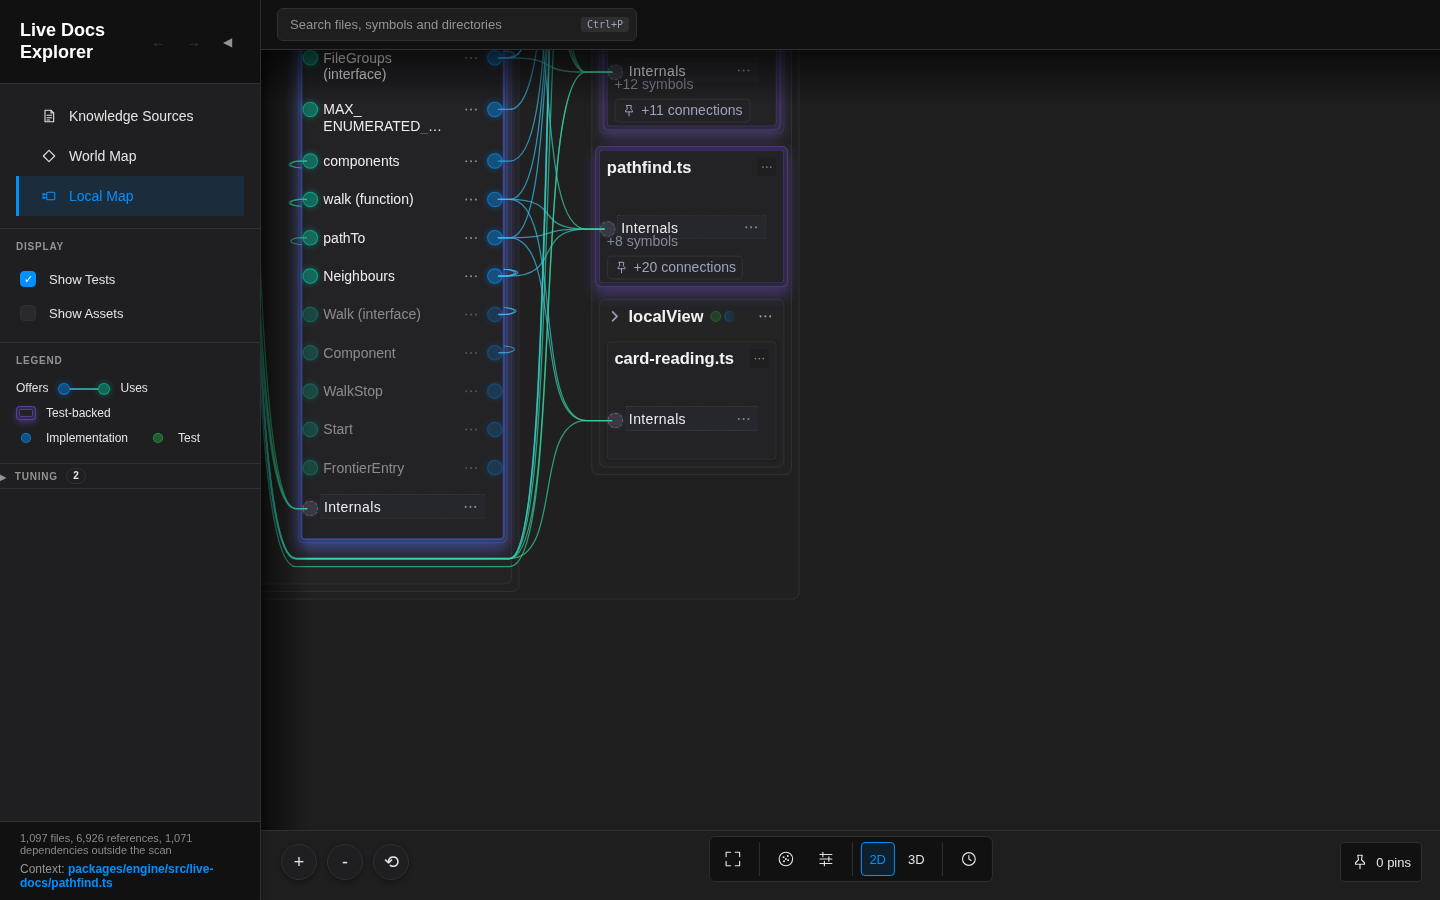 Live Docs
Explorer
Search files, symbols and directories
Ctrl+P
Knowledge Sources
World Map
Local Map
DISPLAY
Show Tests
Show Assets
LEGEND
Offers
Uses
Test-backed
Implementation
Test
TUNING
2
1,097 files, 6,926 references, 1,071
dependencies outside the scan
Context: packages/engine/src/live-
docs/pathfind.ts
FileGroups
(interface)
MAX_
ENUMERATED_…
components
walk (function)
pathTo
Neighbours
Walk (interface)
Component
WalkStop
Start
FrontierEntry
Internals
Internals
+12 symbols
+11 connections
pathfind.ts
Internals
+8 symbols
+20 connections
localView
card-reading.ts
Internals
+
-
2D
3D
0 pins